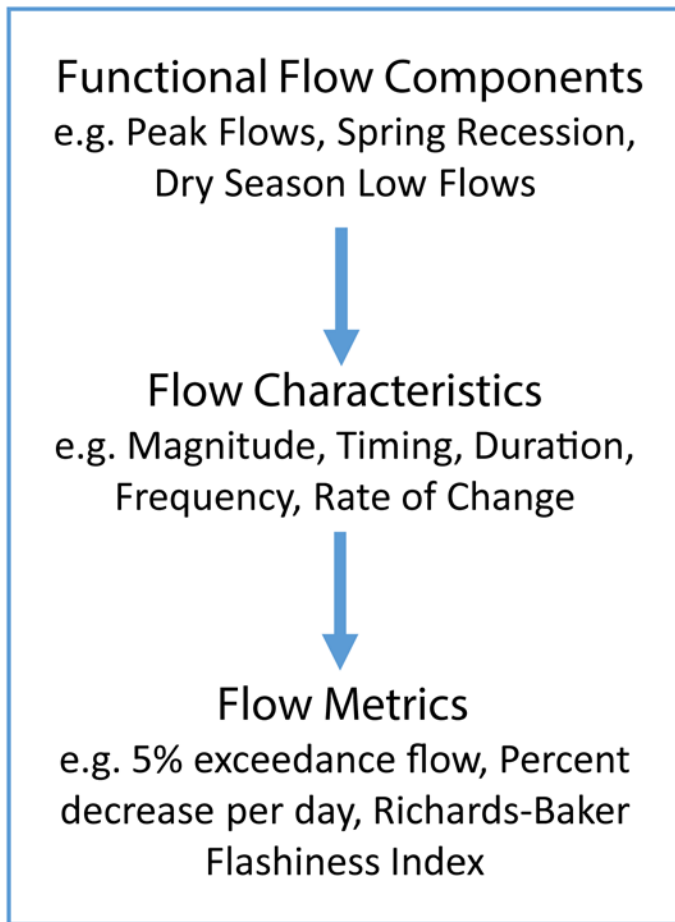 Functional Flow Components
e.g. Peak Flows, Spring Recession,
Dry Season Low Flows
Flow Characteristics
e.g. Magnitude, Timing, Duration,
Frequency, Rate of Change
Flow Metrics
e.g. 5% exceedance flow, Percent
decrease per day, Richards-Baker
Flashiness Index